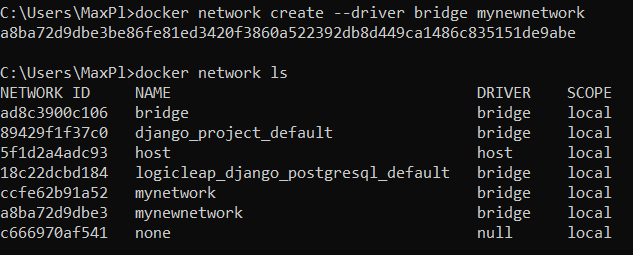 C:\Users\MaxPl>docker network create --driver bridge mynewnetwork
a8ba72d9dbe3be86fe81ed3420f3860a522392db8d449ca1486c835151de9abe
C:\Users\MaxPl>docker network ls
NETWORK ID     NAME                                DRIVER    SCOPE
ad8c3900c106   bridge                              bridge    local
89429f1f37c0   django_project_default              bridge    local
5f1d2a4adc93   host                                host      local
18c22dcbd184   logicleap_django_postgresql_default   bridge    local
ccfe62b91a52   mynetwork                           bridge    local
a8ba72d9dbe3   mynewnetwork                        bridge    local
c666970af541   none                                null      local